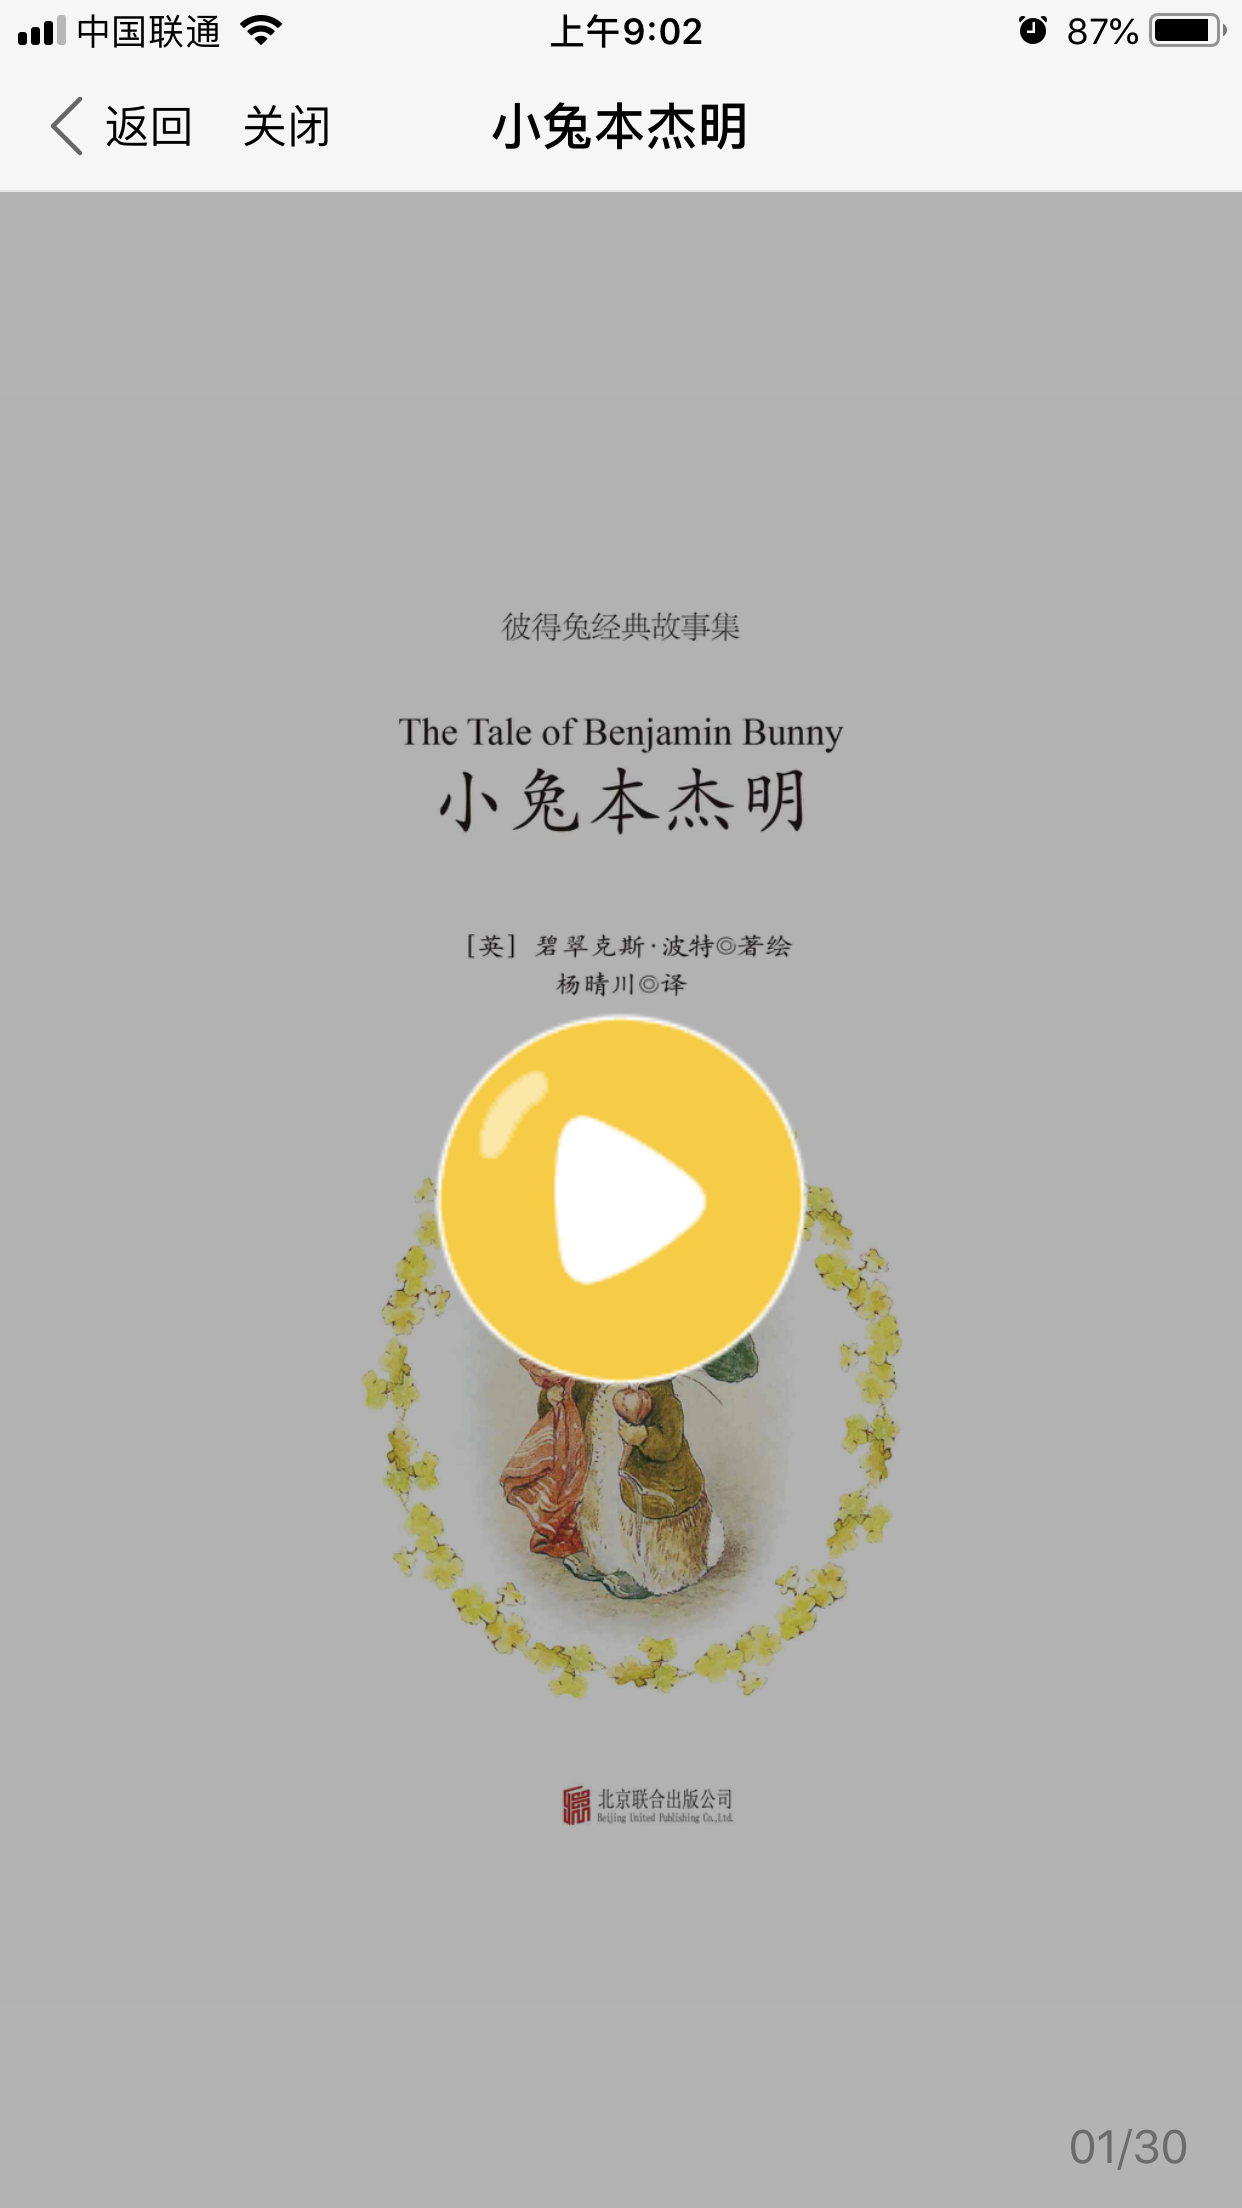 中国联通
上午9:02
87%
返回
关闭
小兔本杰明
彼得兔经典故事集
The Tale of Benjamin Bunny
小兔本杰明
[英] 碧翠克斯·波特◎著绘
杨晴川◎译
北京联合出版公司
Beijing United Publishing Co.,Ltd.
01/30